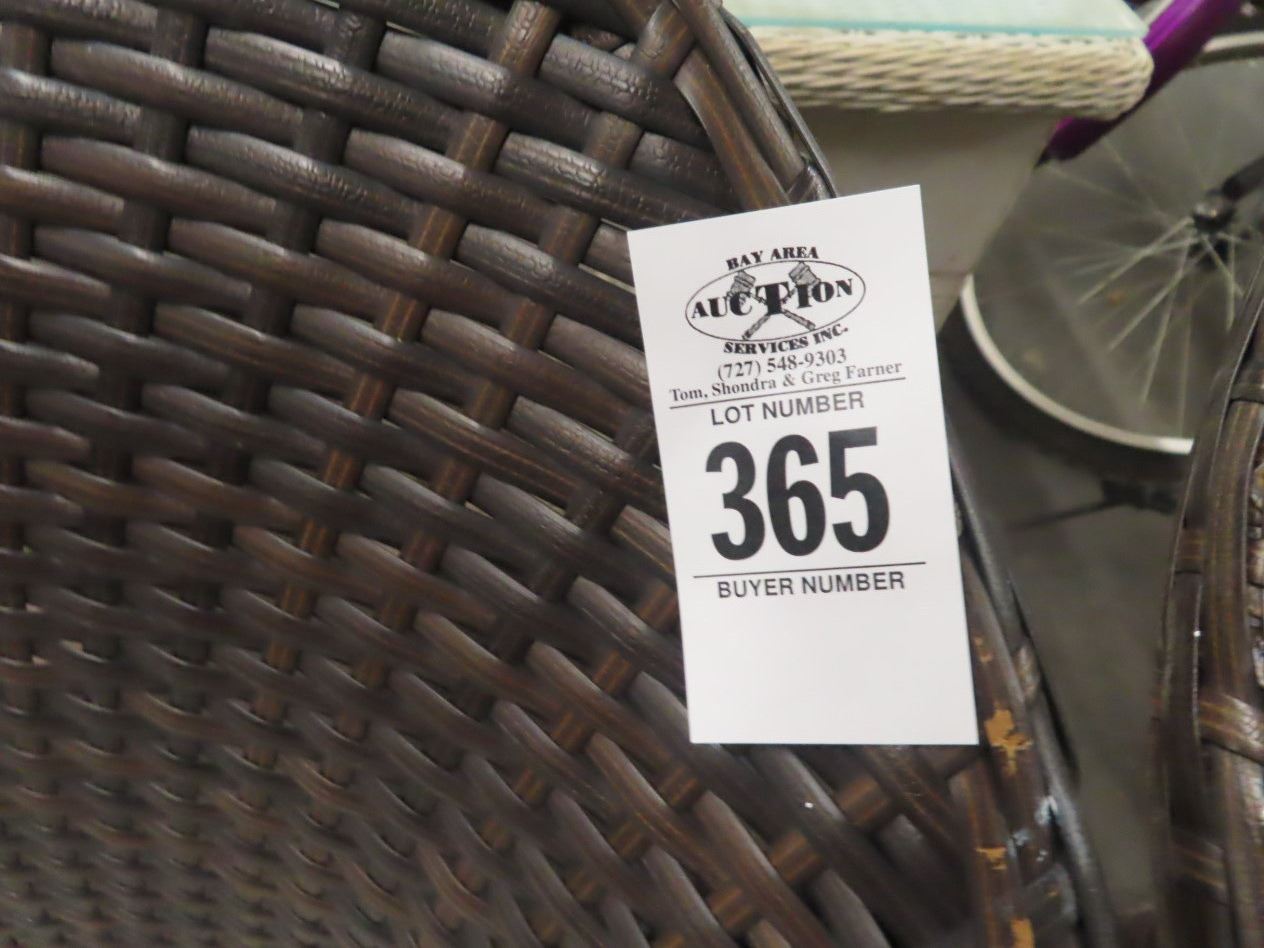 BAY AREA
AUCTION
SERVICES INC.
(727) 548-9303
Tom, Shondra & Greg Farner
LOT NUMBER
365
BUYER NUMBER